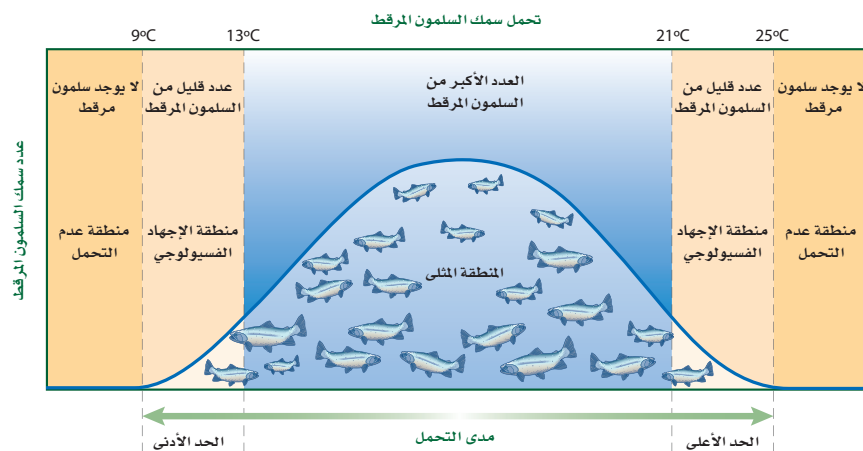 تحمل سمك السلمون المرقط
9ºC
13ºC
21ºC
25ºC
لا يوجد سلمون
مرقط
عدد قليل من
السلمون المرقط
العدد الأكبر من
السلمون المرقط
عدد قليل من
السلمون المرقط
لا يوجد سلمون
مرقط
عدد سمك السلمون المرقط
منطقة عدم
التحمل
منطقة الإجهاد
الفسيولوجي
المنطقة المثلى
منطقة الإجهاد
الفسيولوجي
منطقة عدم
التحمل
الحد الأدنى
مدى التحمل
الحد الأعلى